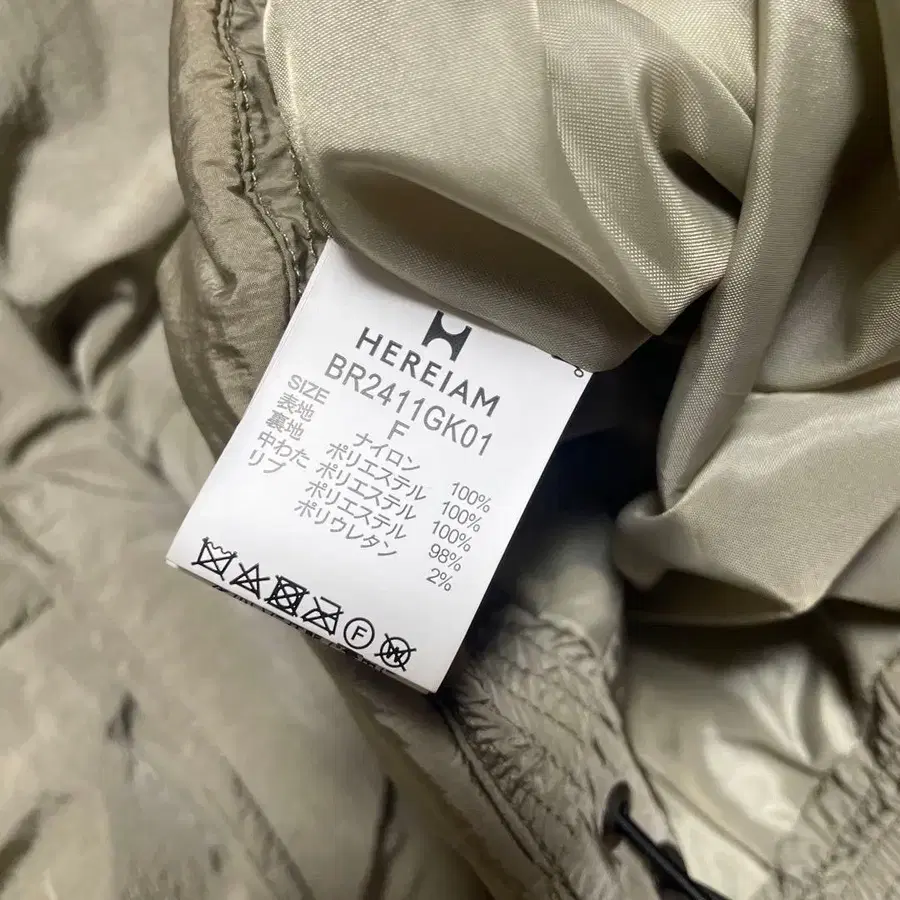 HEREIAM
BR2411GK01
SIZE F
表地 ナイロン 100%
裏地 ポリエステル 100%
中わた ポリエステル 100%
リブ ポリエステル 98%
ポリウレタン 2%
F
W